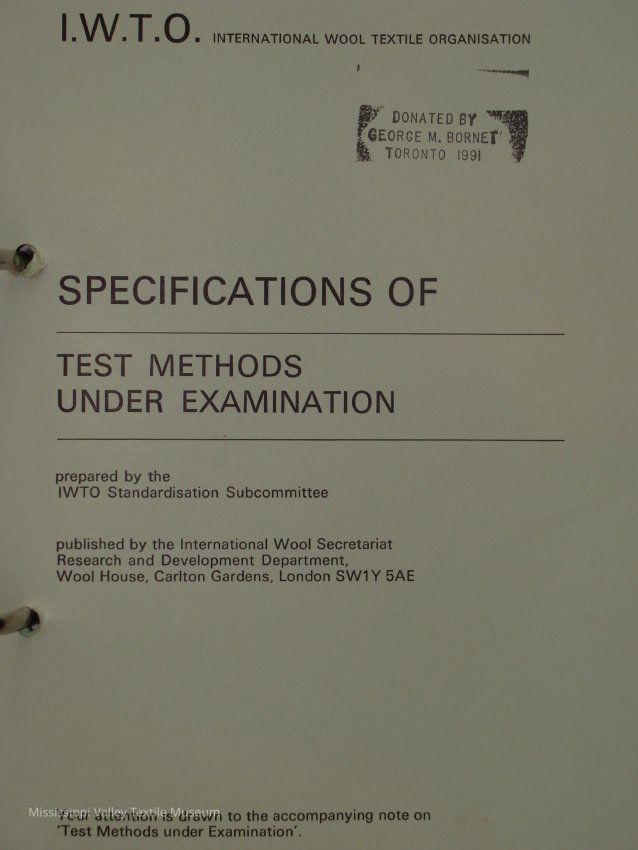 I.W.T.O. INTERNATIONAL WOOL TEXTILE ORGANISATION
DONATED BY
GEORGE M. BORNET
TORONTO 1991
SPECIFICATIONS OF
TEST METHODS
UNDER EXAMINATION
prepared by the
IWTO Standardisation Subcommittee
published by the International Wool Secretariat
Research and Development Department,
Wool House, Carlton Gardens, London SW1Y 5AE
Mississippi Valley Textile Museum
Your attention is drawn to the accompanying note on
'Test Methods under Examination'.